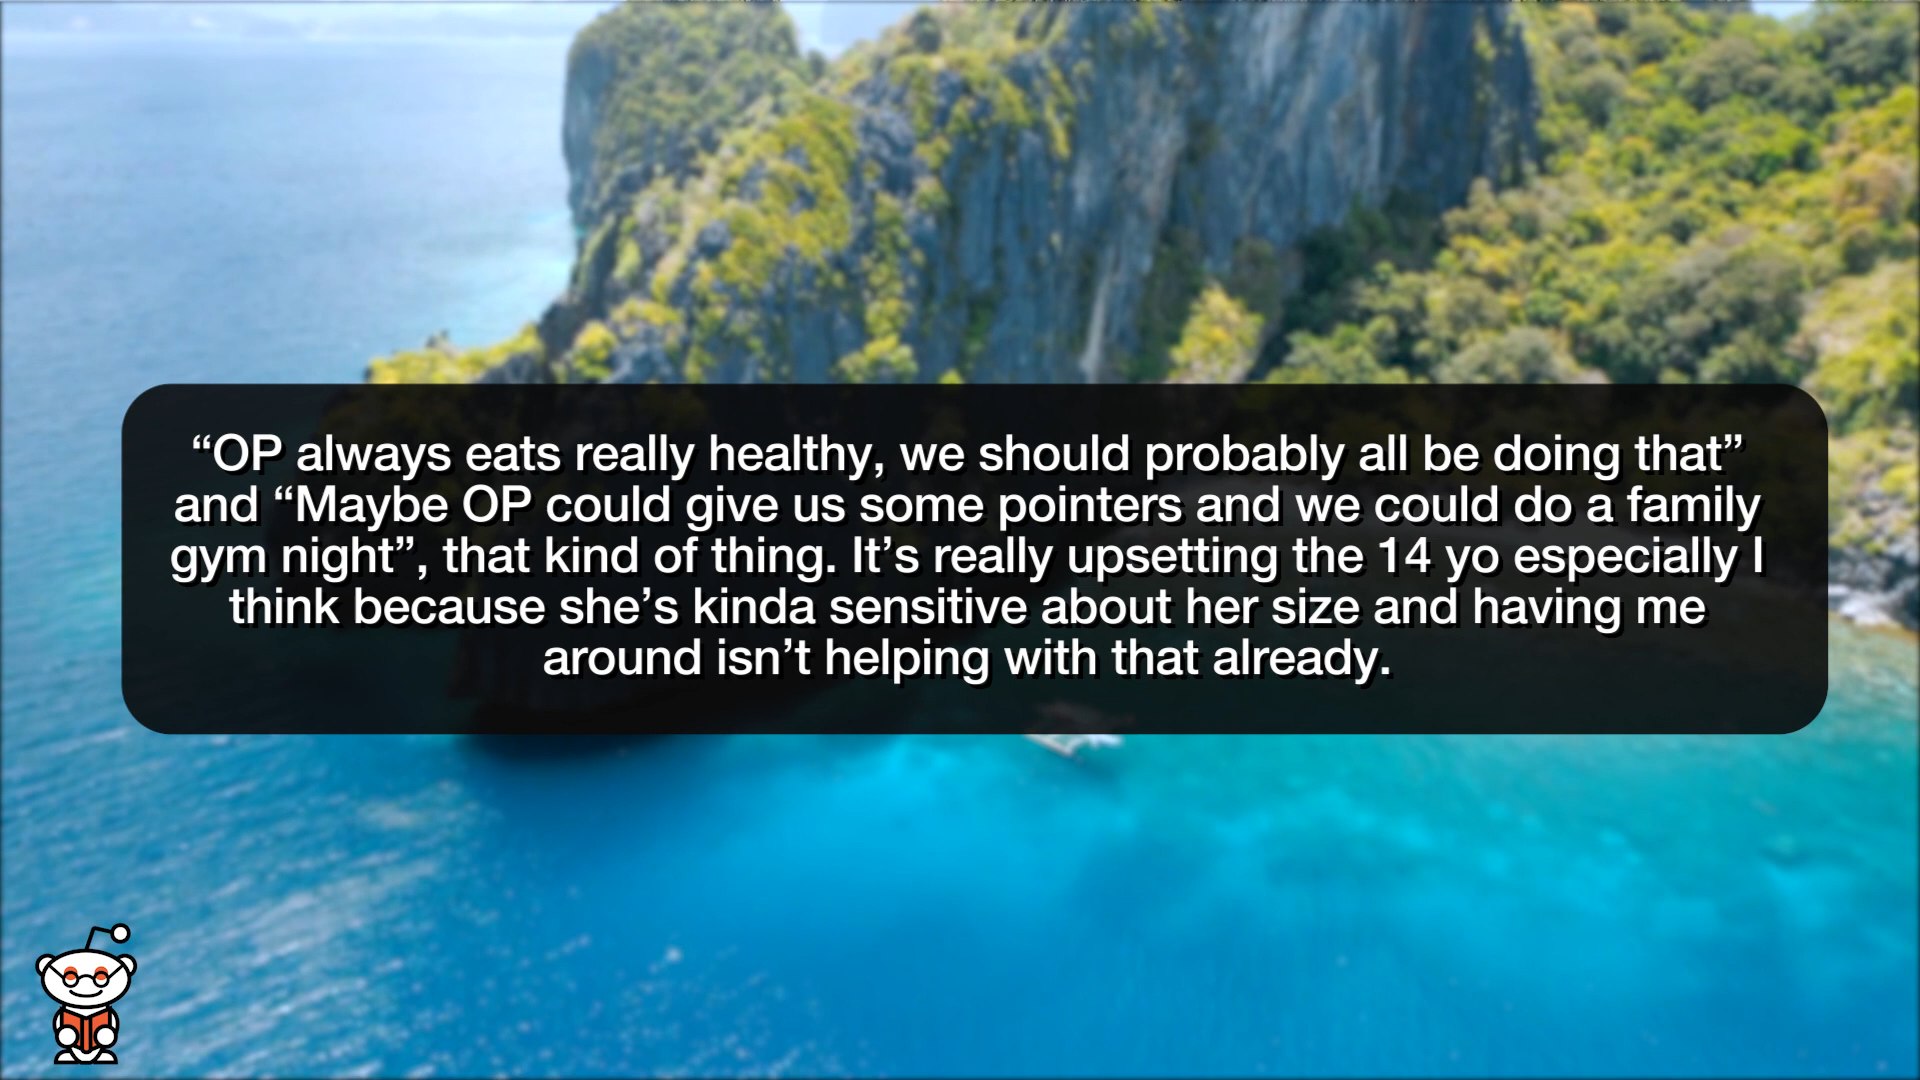 “OP always eats really healthy, we should probably all be doing that”
and “Maybe OP could give us some pointers and we could do a family
gym night”, that kind of thing. It’s really upsetting the 14 yo especially I
think because she’s kinda sensitive about her size and having me
around isn’t helping with that already.